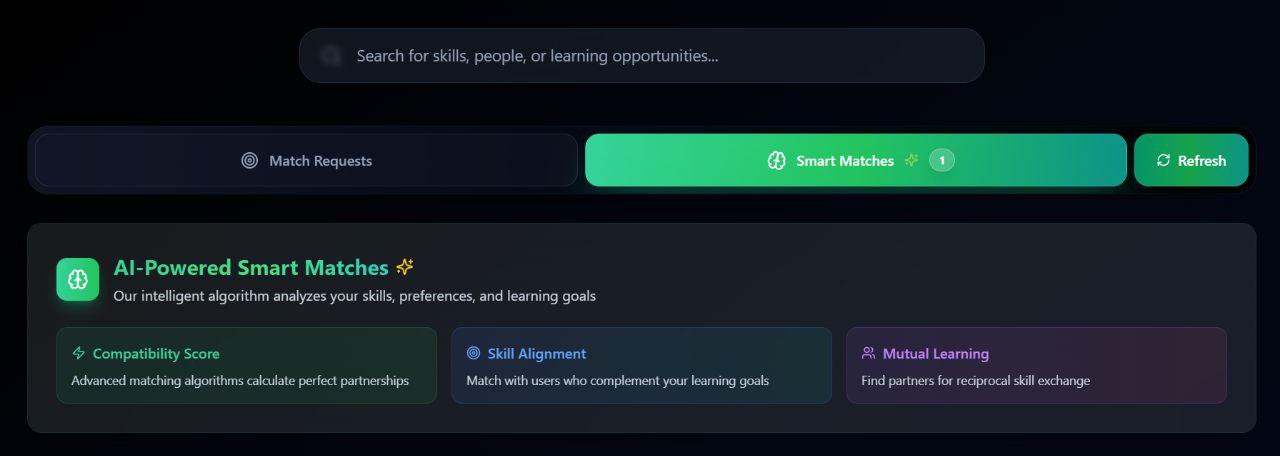 Search for skills, people, or learning opportunities...
Match Requests
Smart Matches 1
Refresh
AI-Powered Smart Matches
Our intelligent algorithm analyzes your skills, preferences, and learning goals
Compatibility Score
Advanced matching algorithms calculate perfect partnerships
Skill Alignment
Match with users who complement your learning goals
Mutual Learning
Find partners for reciprocal skill exchange